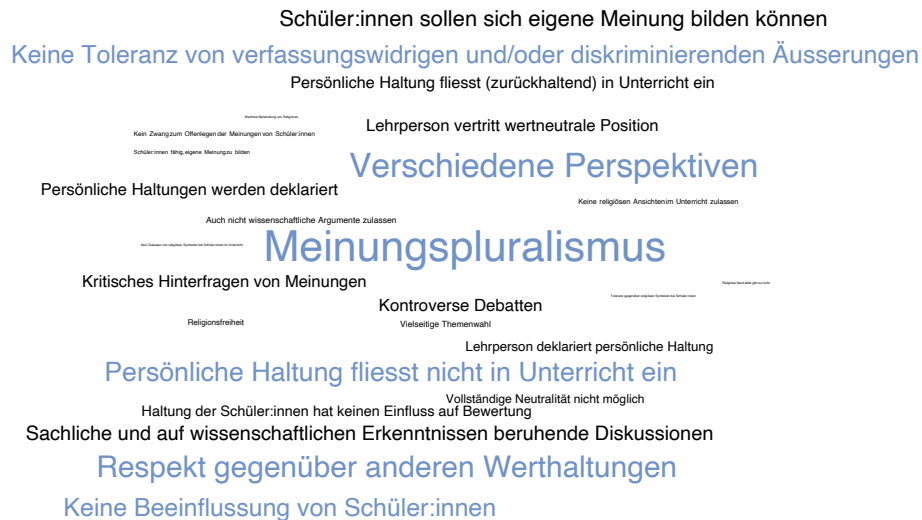 Schüler:innen sollen sich eigene Meinung bilden können
Keine Toleranz von verfassungswidrigen und/oder diskriminierenden Äusserungen
Persönliche Haltung fliesst (zurückhaltend) in Unterricht ein
Lehrperson vertritt wertneutrale Position
Kein Zwang zum Offenlegen der Meinungen von Schüler:innen
Schüler:innen fähig, eigene Meinung zu bilden
Verschiedene Perspektiven
Persönliche Haltungen werden deklariert
Keine religiösen Ansichten im Unterricht zulassen
Auch nicht wissenschaftliche Argumente zulassen
Meinungspluralismus
Kritisches Hinterfragen von Meinungen
Kontroverse Debatten
Religionsfreiheit
Vielseitige Themenwahl
Lehrperson deklariert persönliche Haltung
Persönliche Haltung fliesst nicht in Unterricht ein
Vollständige Neutralität nicht möglich
Haltung der Schüler:innen hat keinen Einfluss auf Bewertung
Sachliche und auf wissenschaftlichen Erkenntnissen beruhende Diskussionen
Respekt gegenüber anderen Werthaltungen
Keine Beeinflussung von Schüler:innen